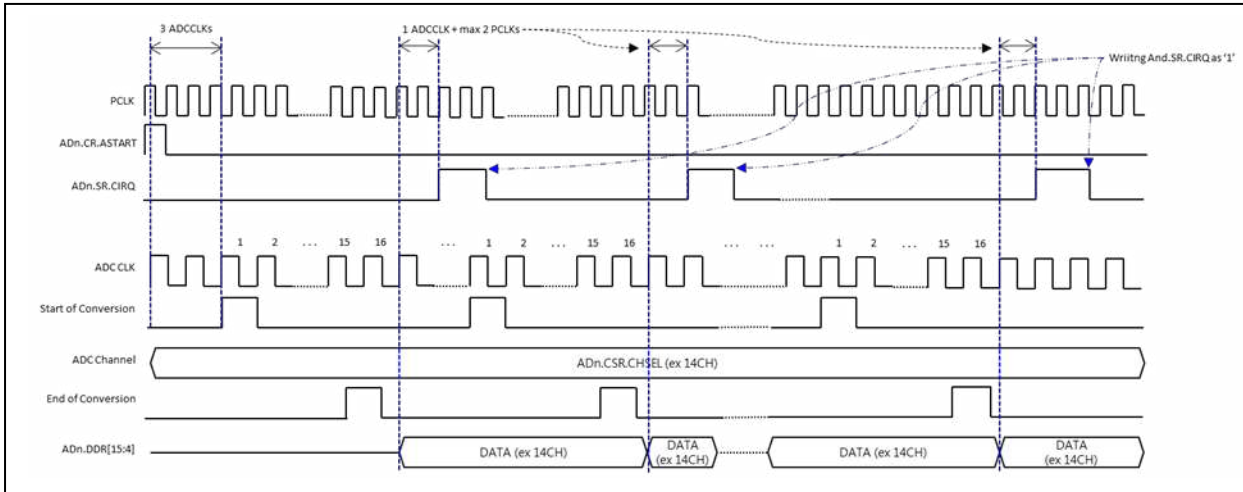 3 ADCCLKs
1 ADCCLK + max 2 PCLKs
Wriitng And.SR.CIRQ as '1'
PCLK
ADn.CR.ASTART
ADn.SR.CIRQ
1 2 ... 15 16 ... 1 2 ... 15 16 ... ... 1 2 ... 15 16
ADC CLK
Start of Conversion
ADC Channel
ADn.CSR.CHSEL (ex 14CH)
End of Conversion
ADn.DDR[15:4]
DATA (ex 14CH)
DATA
(ex 14CH)
DATA (ex 14CH)
DATA
(ex 14CH)